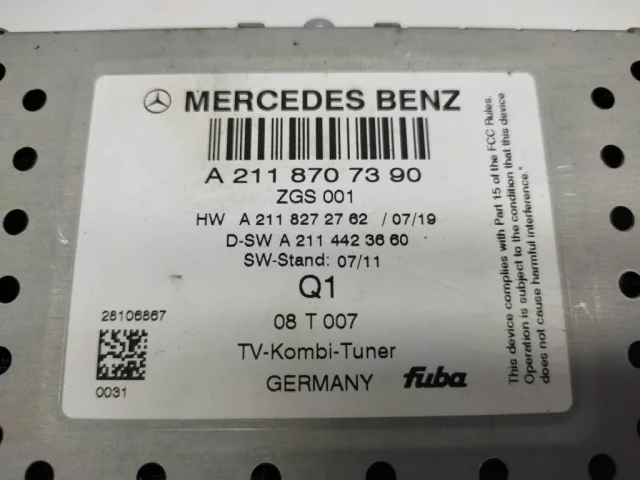 MERCEDES BENZ
A 211 870 73 90
ZGS 001
HW A 211 827 27 62 / 07/19
D-SW A 211 442 36 60
SW-Stand: 07/11
Q1
28106867
08 T 007
TV-Kombi-Tuner
0031
GERMANY fuba
This device complies with Part 15 of the FCC Rules.
Operation is subject to the condition that this device
does not cause harmful interference."